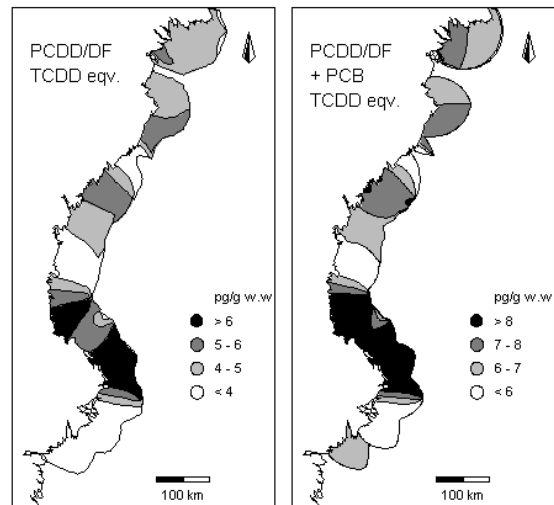 PCDD/DF
TCDD eqv.
pg/g w.w
> 6
5 - 6
4 - 5
< 4
100 km
PCDD/DF
+ PCB
TCDD eqv.
pg/g w.w
> 8
7 - 8
6 - 7
< 6
100 km